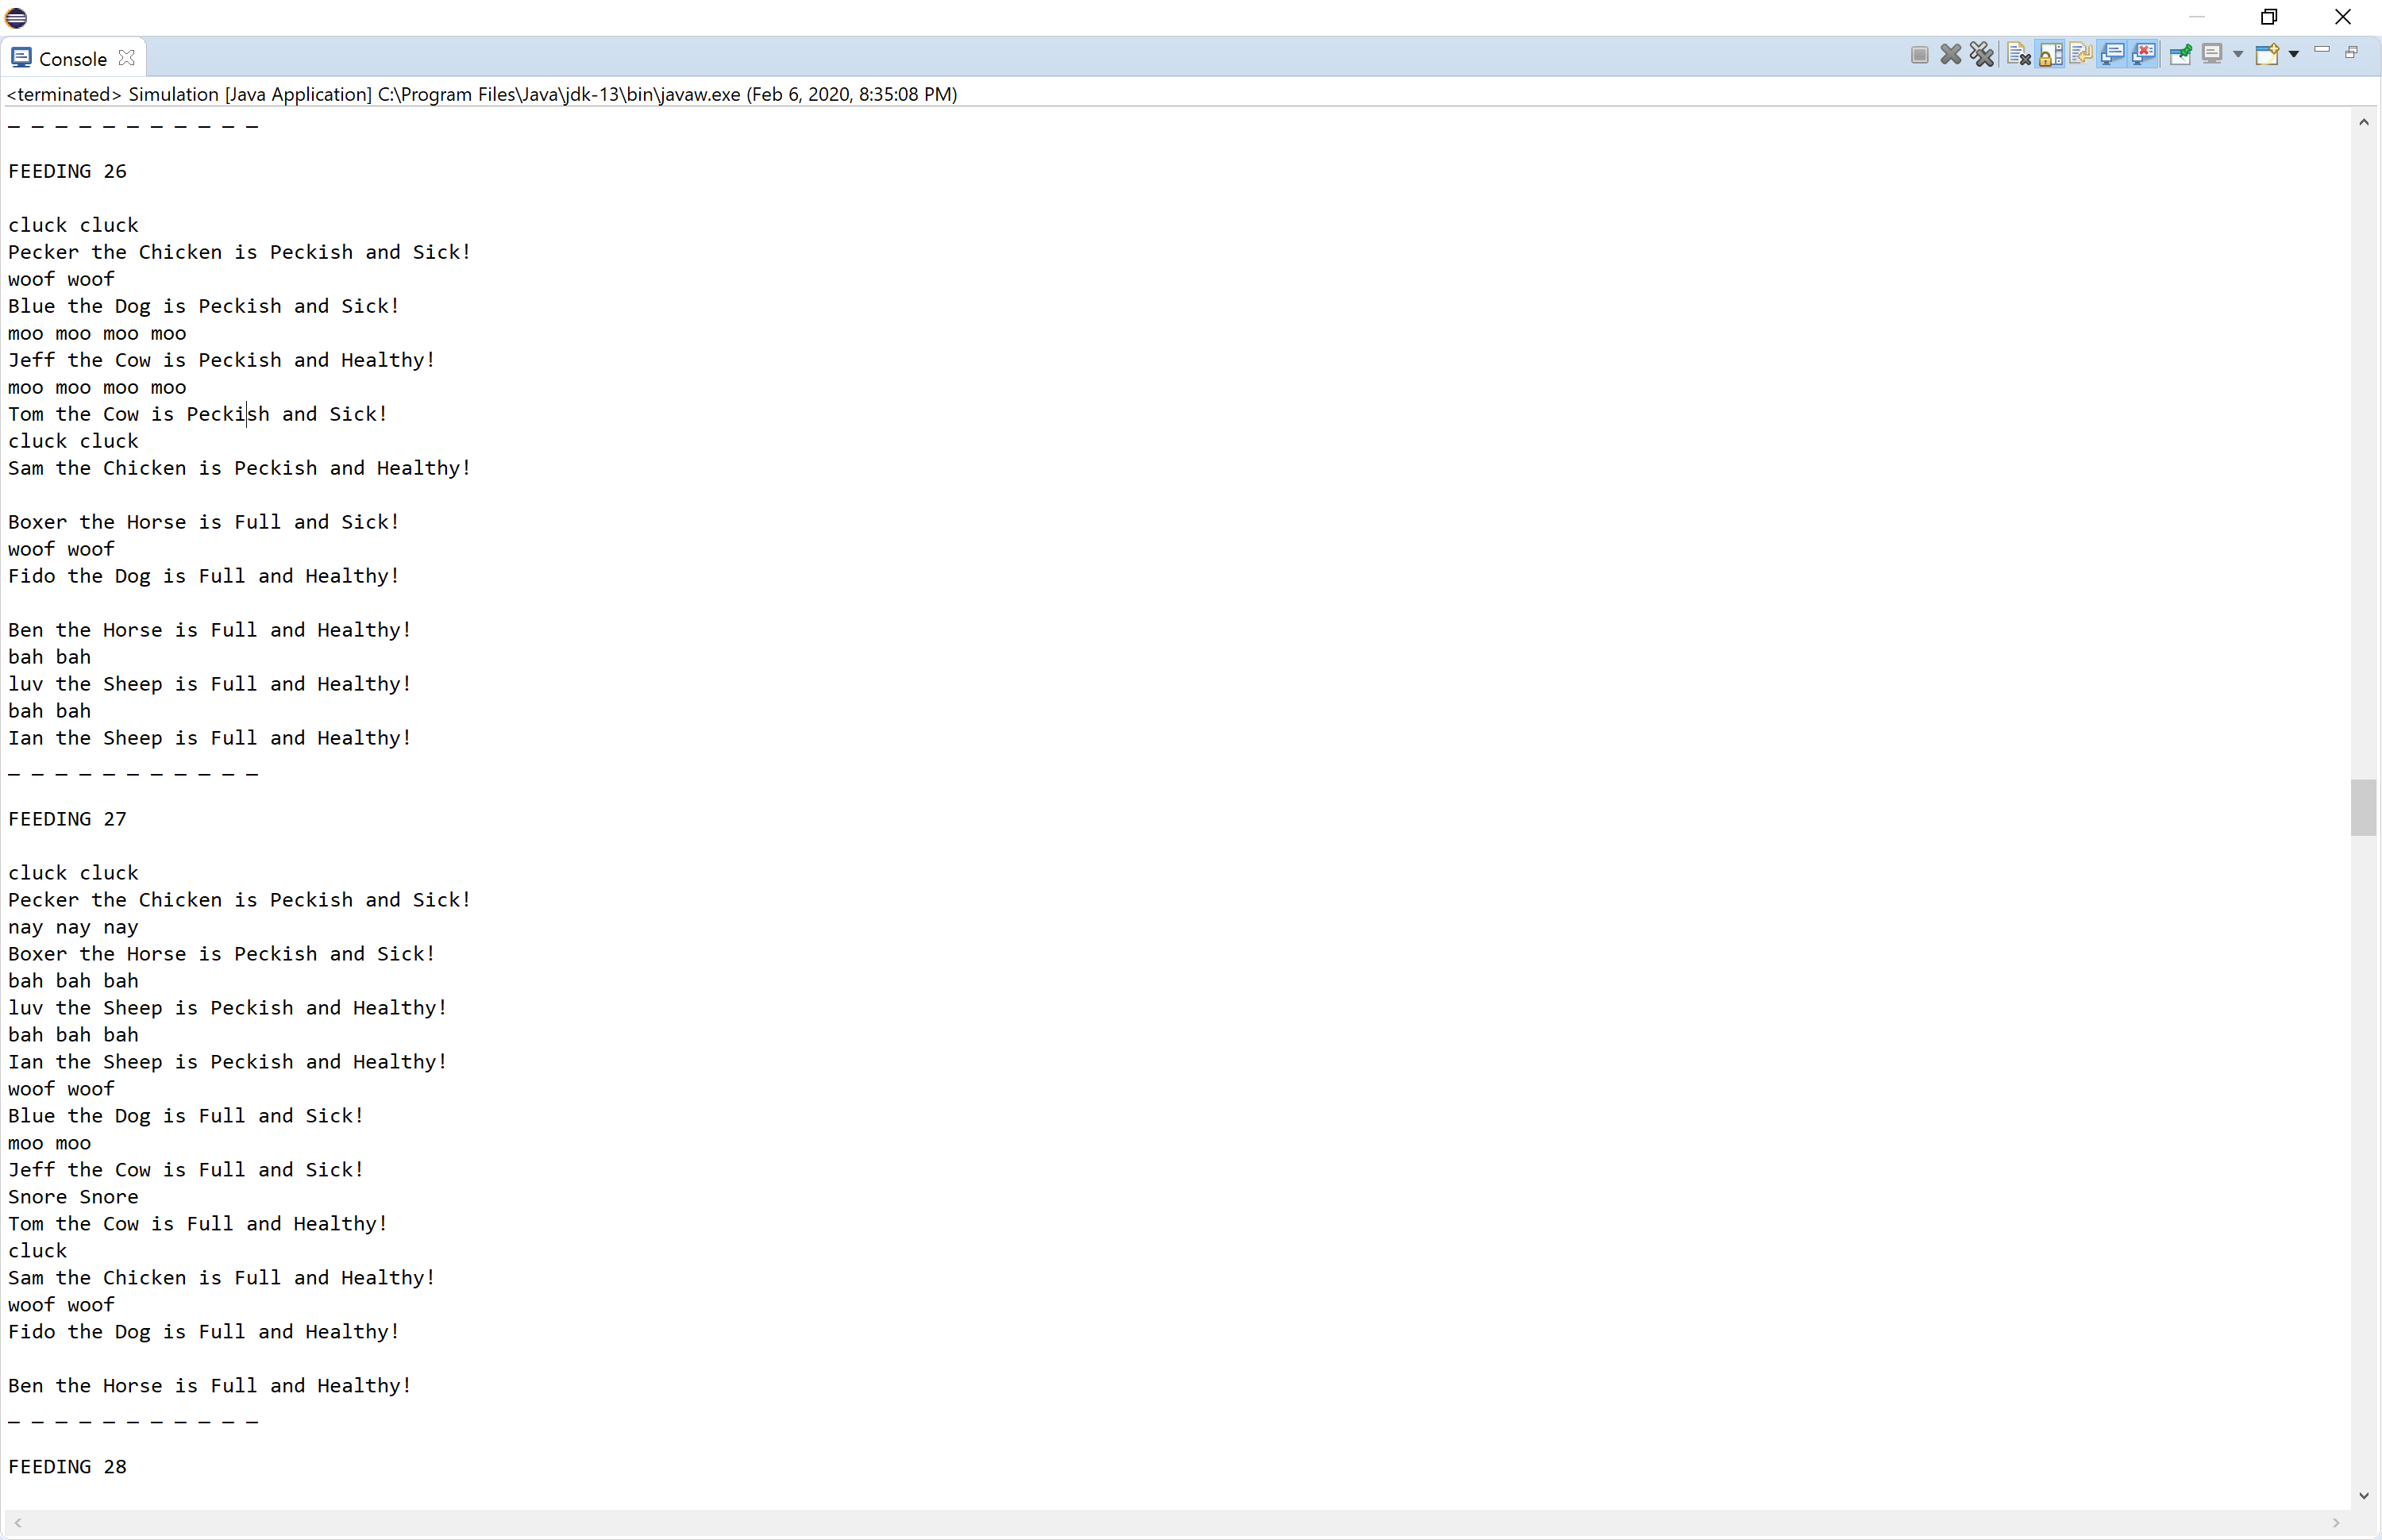 Console
<terminated> Simulation [Java Application] C:\Program Files\Java\jdk-13\bin\javaw.exe (Feb 6, 2020, 8:35:08 PM)
_ _ _ _ _ _ _ _ _ _ _
FEEDING 26
cluck cluck
Pecker the Chicken is Peckish and Sick!
woof woof
Blue the Dog is Peckish and Sick!
moo moo moo moo
Jeff the Cow is Peckish and Healthy!
moo moo moo moo
Tom the Cow is Peckish and Sick!
cluck cluck
Sam the Chicken is Peckish and Healthy!
Boxer the Horse is Full and Sick!
woof woof
Fido the Dog is Full and Healthy!
Ben the Horse is Full and Healthy!
bah bah
luv the Sheep is Full and Healthy!
bah bah
Ian the Sheep is Full and Healthy!
_ _ _ _ _ _ _ _ _ _ _
FEEDING 27
cluck cluck
Pecker the Chicken is Peckish and Sick!
nay nay nay
Boxer the Horse is Peckish and Sick!
bah bah bah
luv the Sheep is Peckish and Healthy!
bah bah bah
Ian the Sheep is Peckish and Healthy!
woof woof
Blue the Dog is Full and Sick!
moo moo
Jeff the Cow is Full and Sick!
Snore Snore
Tom the Cow is Full and Healthy!
cluck
Sam the Chicken is Full and Healthy!
woof woof
Fido the Dog is Full and Healthy!
Ben the Horse is Full and Healthy!
_ _ _ _ _ _ _ _ _ _ _
FEEDING 28